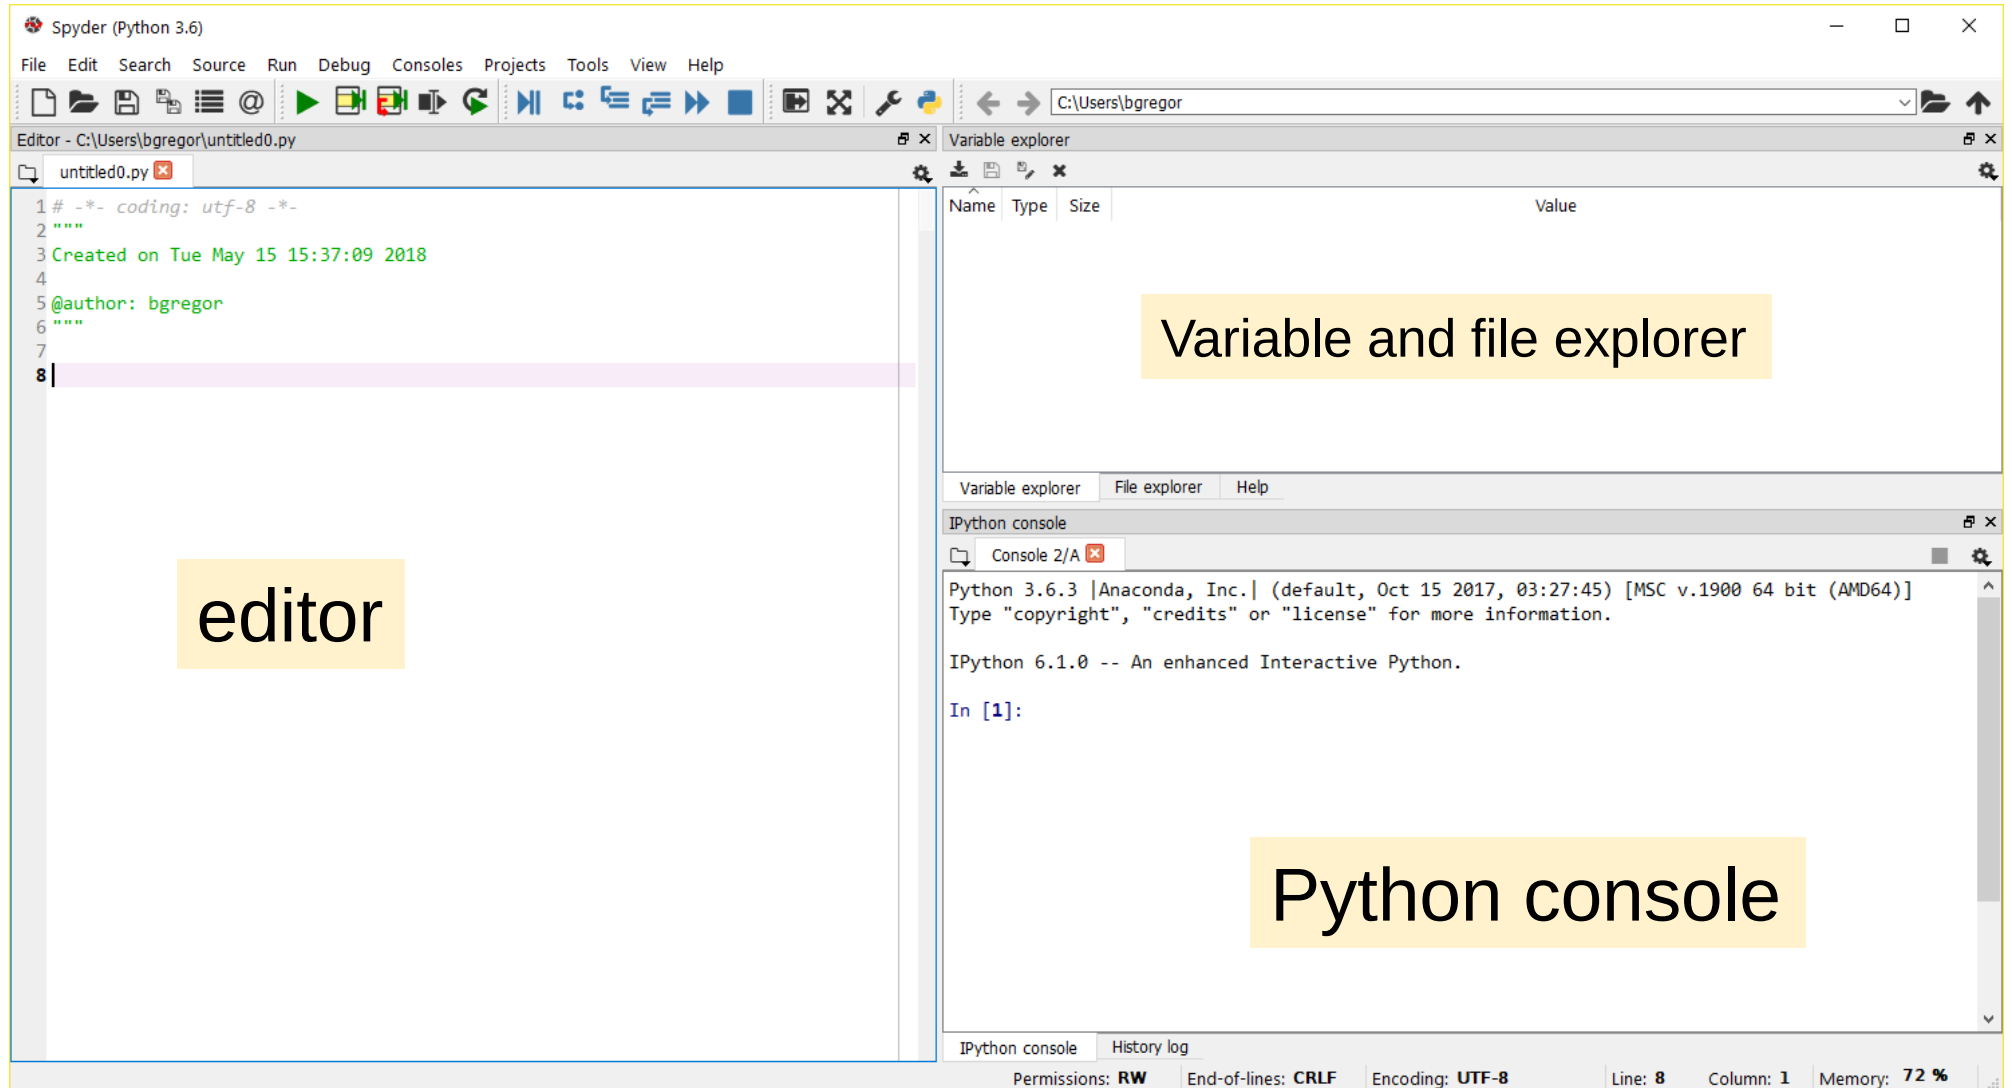 Spyder (Python 3.6)
File Edit Search Source Run Debug Consoles Projects Tools View Help
C:\Users\bgregor
Editor - C:\Users\bgregor\untitled0.py
untitled0.py
1 # -*- coding: utf-8 -*-
2 """
3 Created on Tue May 15 15:37:09 2018
4
5 @author: bgregor
6 """
7
8
editor
Variable explorer
Name Type Size Value
Variable and file explorer
Variable explorer File explorer Help
IPython console
Console 2/A
Python 3.6.3 |Anaconda, Inc.| (default, Oct 15 2017, 03:27:45) [MSC v.1900 64 bit (AMD64)]
Type "copyright", "credits" or "license" for more information.
IPython 6.1.0 -- An enhanced Interactive Python.
In [1]:
Python console
IPython console History log
Permissions: RW End-of-lines: CRLF Encoding: UTF-8 Line: 8 Column: 1 Memory: 72 %